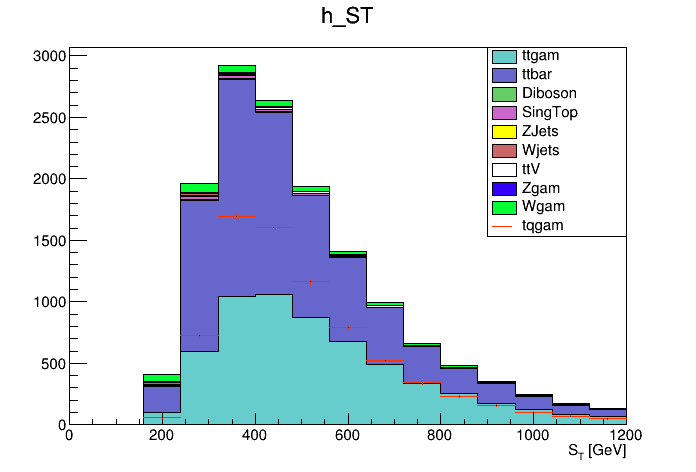 h_ST
3000
2500
2000
1500
1000
500
0
0 200 400 600 800 1000 1200
S_T [GeV]
ttgam
ttbar
Diboson
SingTop
ZJets
Wjets
ttV
Zgam
Wgam
tqgam